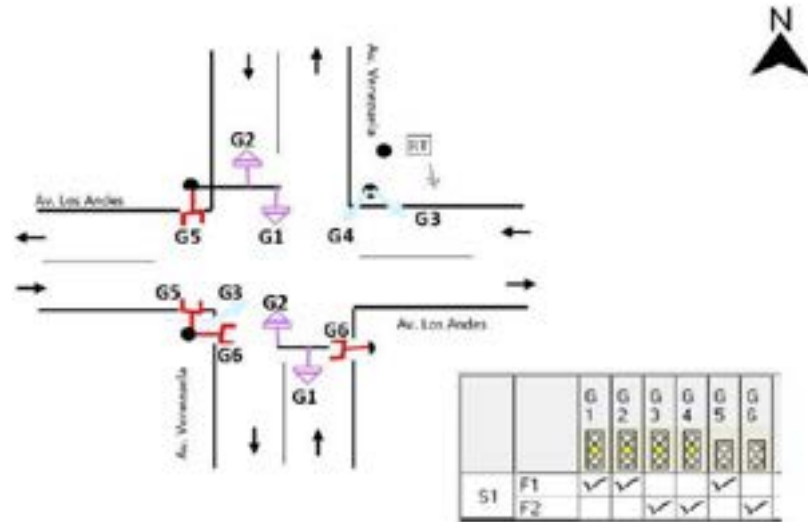 N
Av. Venezuela
G2
RT
Av. Los Andes
G5
G1
G4
G3
G5
G3
G2
G6
Av. Los Andes
G6
G1
Av. Venezuela
G 1 G 2 G 3 G 4 G 5 G 6
S1
F1
F2